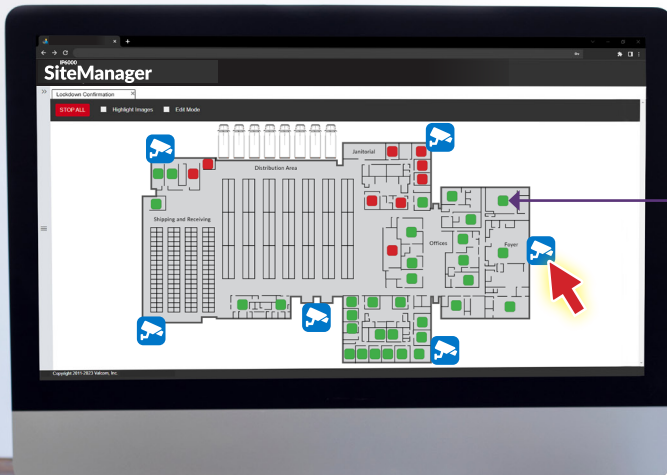 IP6000
SiteManager
Lockdown Confirmation
STOP ALL
Highlight Images
Edit Mode
Janitorial
Distribution Area
Shipping and Receiving
Offices
Foyer
Copyright 2011-2023 Valcom, Inc